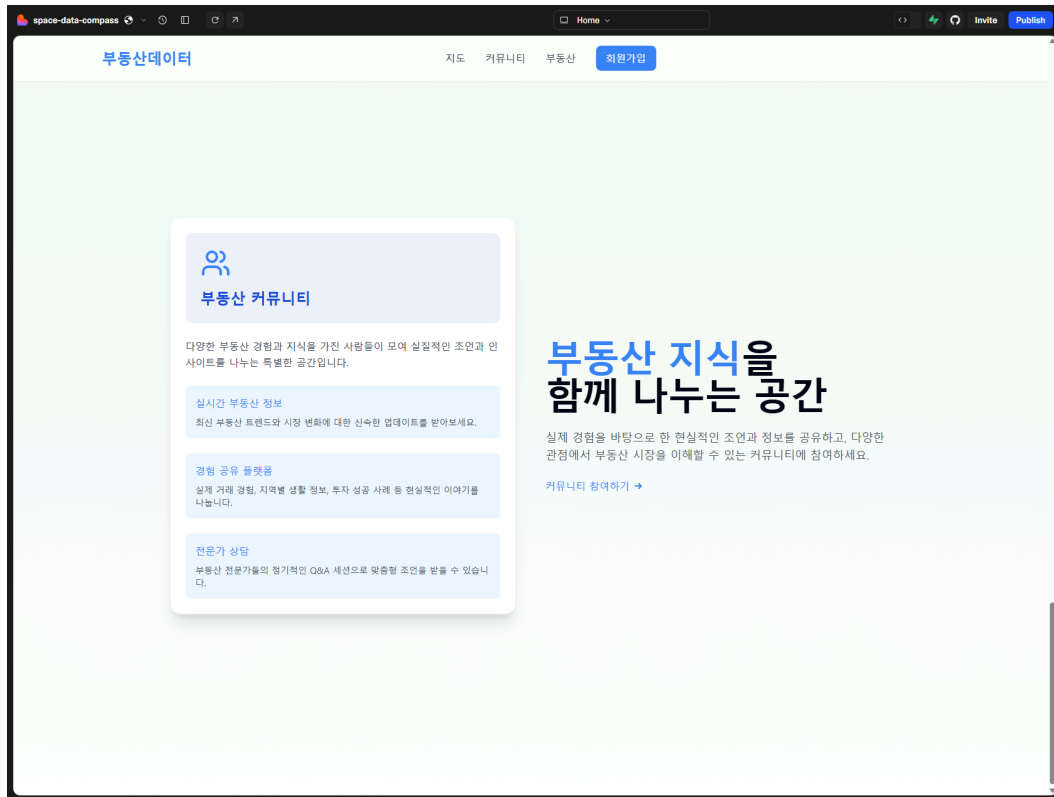 space-data-compass
Home
Invite
Publish
부동산데이터
지도
커뮤니티
부동산
회원가입
부동산 커뮤니티
다양한 부동산 경험과 지식을 가진 사람들이 모여 실질적인 조언과 인
사이트를 나누는 특별한 공간입니다.
실시간 부동산 정보
최신 부동산 트렌드와 시장 변화에 대한 신속한 업데이트를 받아보세요.
경험 공유 플랫폼
실제 거래 경험, 지역별 생활 정보, 투자 성공 사례 등 현실적인 이야기를
나눕니다.
전문가 상담
부동산 전문가들의 정기적인 Q&A 세션으로 맞춤형 조언을 받을 수 있습니
다.
부동산 지식을
함께 나누는 공간
실제 경험을 바탕으로 한 현실적인 조언과 정보를 공유하고, 다양한
관점에서 부동산 시장을 이해할 수 있는 커뮤니티에 참여하세요.
커뮤니티 참여하기 →